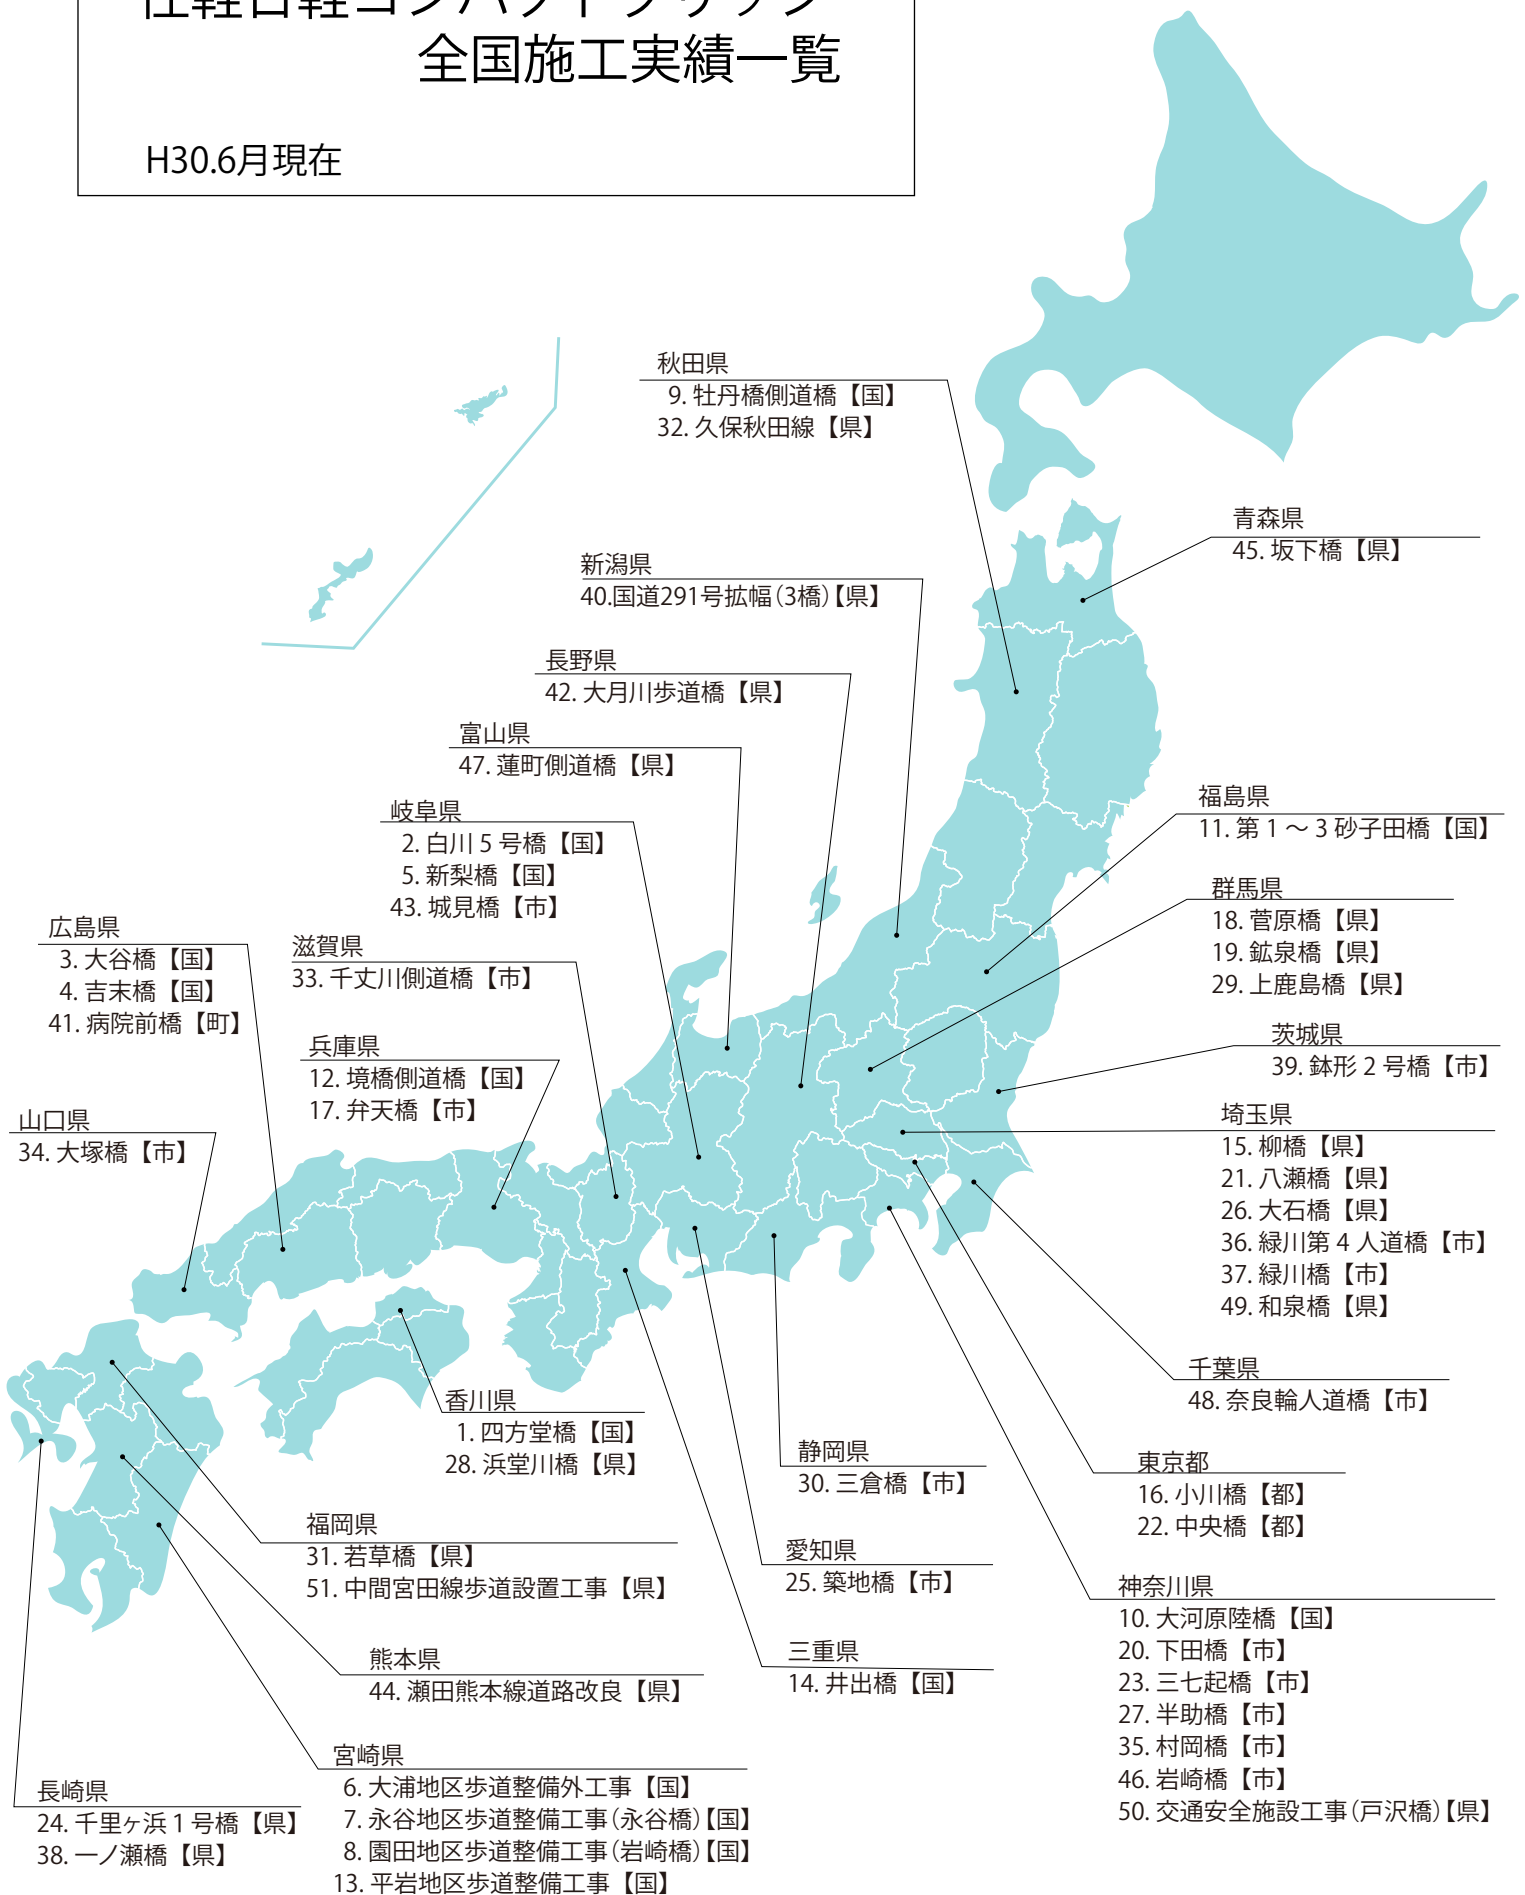 全国施工実績一覧
H30.6月現在
秋田県
9. 牡丹橋側道橋【国】
32. 久保秋田線【県】
青森県
45. 坂下橋【県】
新潟県
40.国道291号拡幅(3橋)【県】
長野県
42. 大月川歩道橋【県】
富山県
47. 蓮町側道橋【県】
岐阜県
2. 白川 5 号橋【国】
5. 新梨橋【国】
43. 城見橋【市】
福島県
11. 第 1 ～ 3 砂子田橋【国】
群馬県
18. 菅原橋【県】
19. 鉱泉橋【県】
29. 上鹿島橋【県】
広島県
3. 大谷橋【国】
4. 吉末橋【国】
41. 病院前橋【町】
滋賀県
33. 千丈川側道橋【市】
兵庫県
12. 境橋側道橋【国】
17. 弁天橋【市】
茨城県
39. 鉢形 2 号橋【市】
山口県
34. 大塚橋【市】
埼玉県
15. 柳橋【県】
21. 八瀬橋【県】
26. 大石橋【県】
36. 緑川第 4 人道橋【市】
37. 緑川橋【市】
49. 和泉橋【県】
千葉県
48. 奈良輪人道橋【市】
香川県
1. 四方堂橋【国】
28. 浜堂川橋【県】
静岡県
30. 三倉橋【市】
東京都
16. 小川橋【都】
22. 中央橋【都】
福岡県
31. 若草橋【県】
51. 中間宮田線歩道設置工事【県】
愛知県
25. 築地橋【市】
神奈川県
10. 大河原陸橋【国】
20. 下田橋【市】
23. 三七起橋【市】
27. 半助橋【市】
35. 村岡橋【市】
46. 岩崎橋【市】
50. 交通安全施設工事(戸沢橋)【県】
熊本県
44. 瀬田熊本線道路改良【県】
三重県
14. 井出橋【国】
宮崎県
6. 大浦地区歩道整備外工事【国】
7. 永谷地区歩道整備工事(永谷橋)【国】
8. 園田地区歩道整備工事(岩崎橋)【国】
13. 平岩地区歩道整備工事【国】
長崎県
24. 千里ヶ浜 1 号橋【県】
38. 一ノ瀬橋【県】